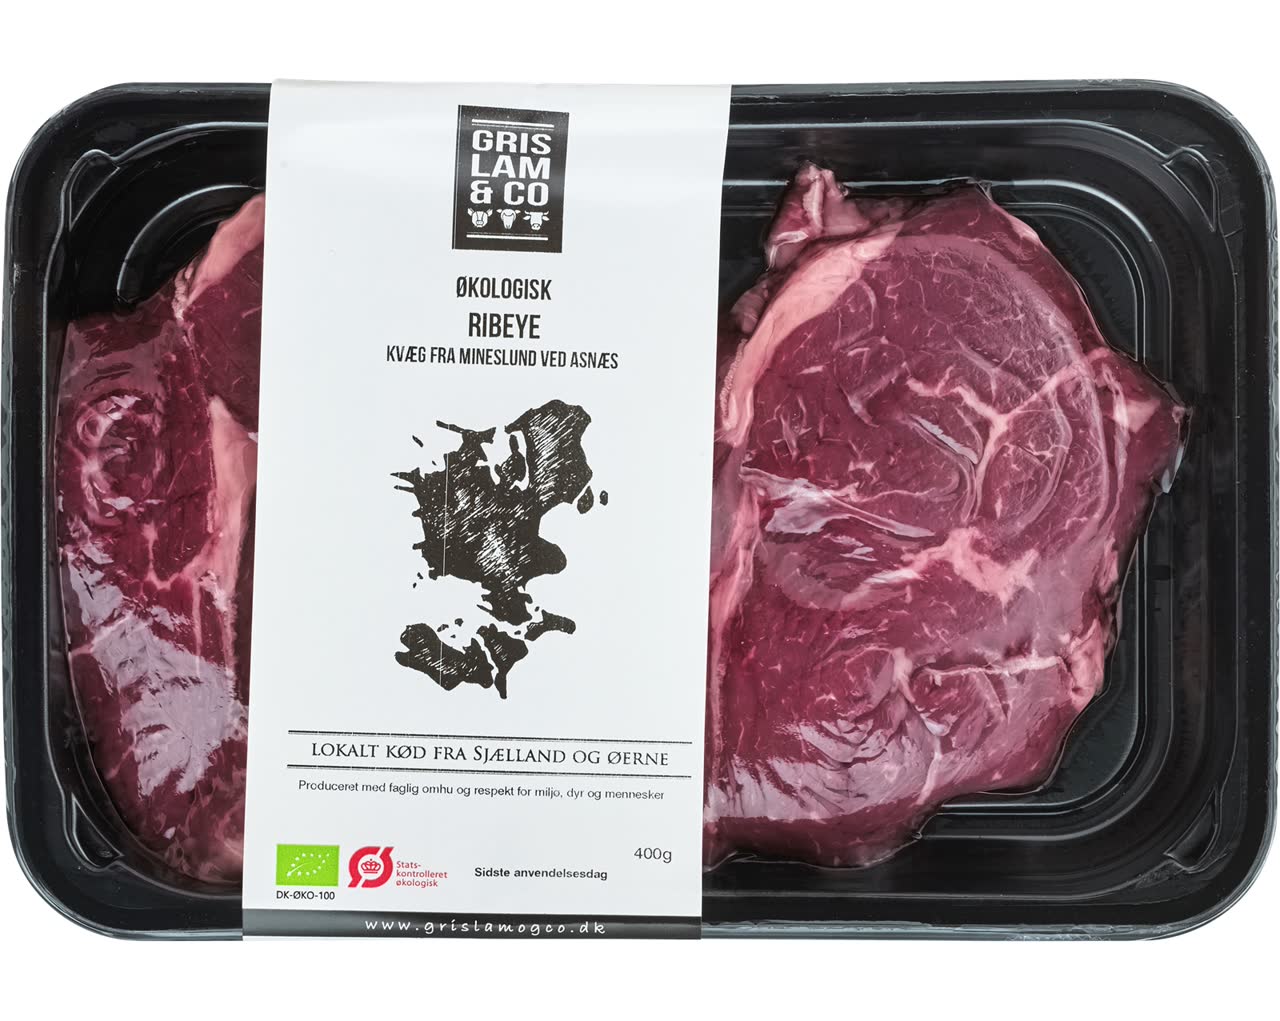 GRIS
LAM
& CO
ØKOLOGISK
RIBEYE
KVÆG FRA MINESLUND VED ASNÆS
LOKALT KØD FRA SJÆLLAND OG ØERNE
Produceret med faglig omhu og respekt for miljø, dyr og mennesker
400g
Stats-
kontrolleret
økologisk
Sidste anvendelsesdag
DK-ØKO-100
www.grislamogco.dk